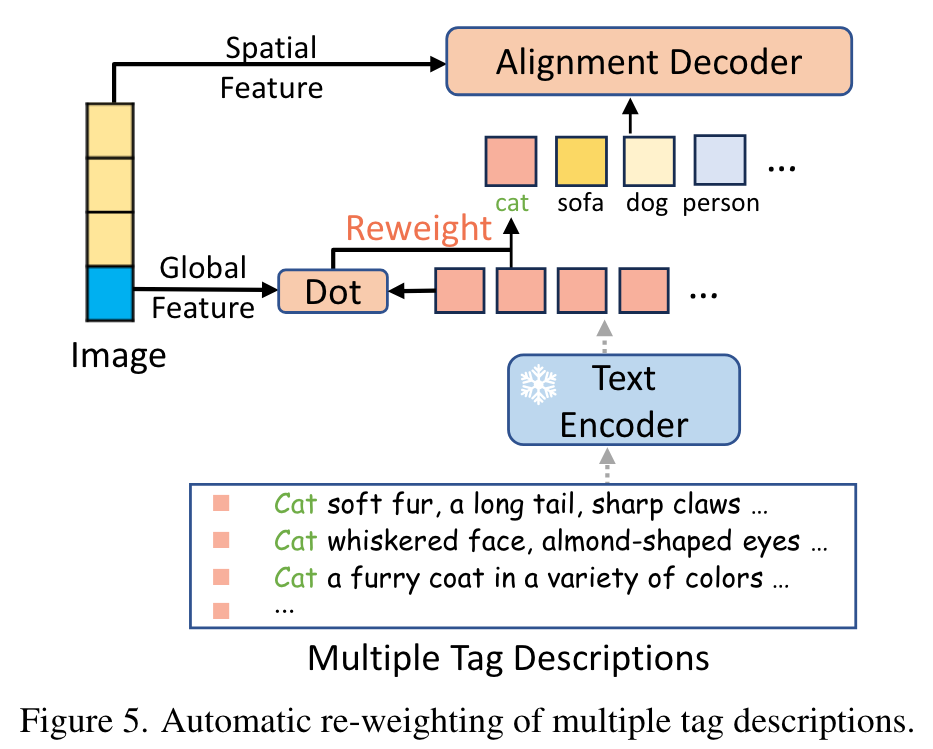 Spatial
Feature
Alignment Decoder
cat sofa dog person ...
Reweight
Global
Feature
Dot
...
Image
Text
Encoder
Cat soft fur, a long tail, sharp claws ...
Cat whiskered face, almond-shaped eyes ...
Cat a furry coat in a variety of colors ...
...
Multiple Tag Descriptions
Figure 5. Automatic re-weighting of multiple tag descriptions.